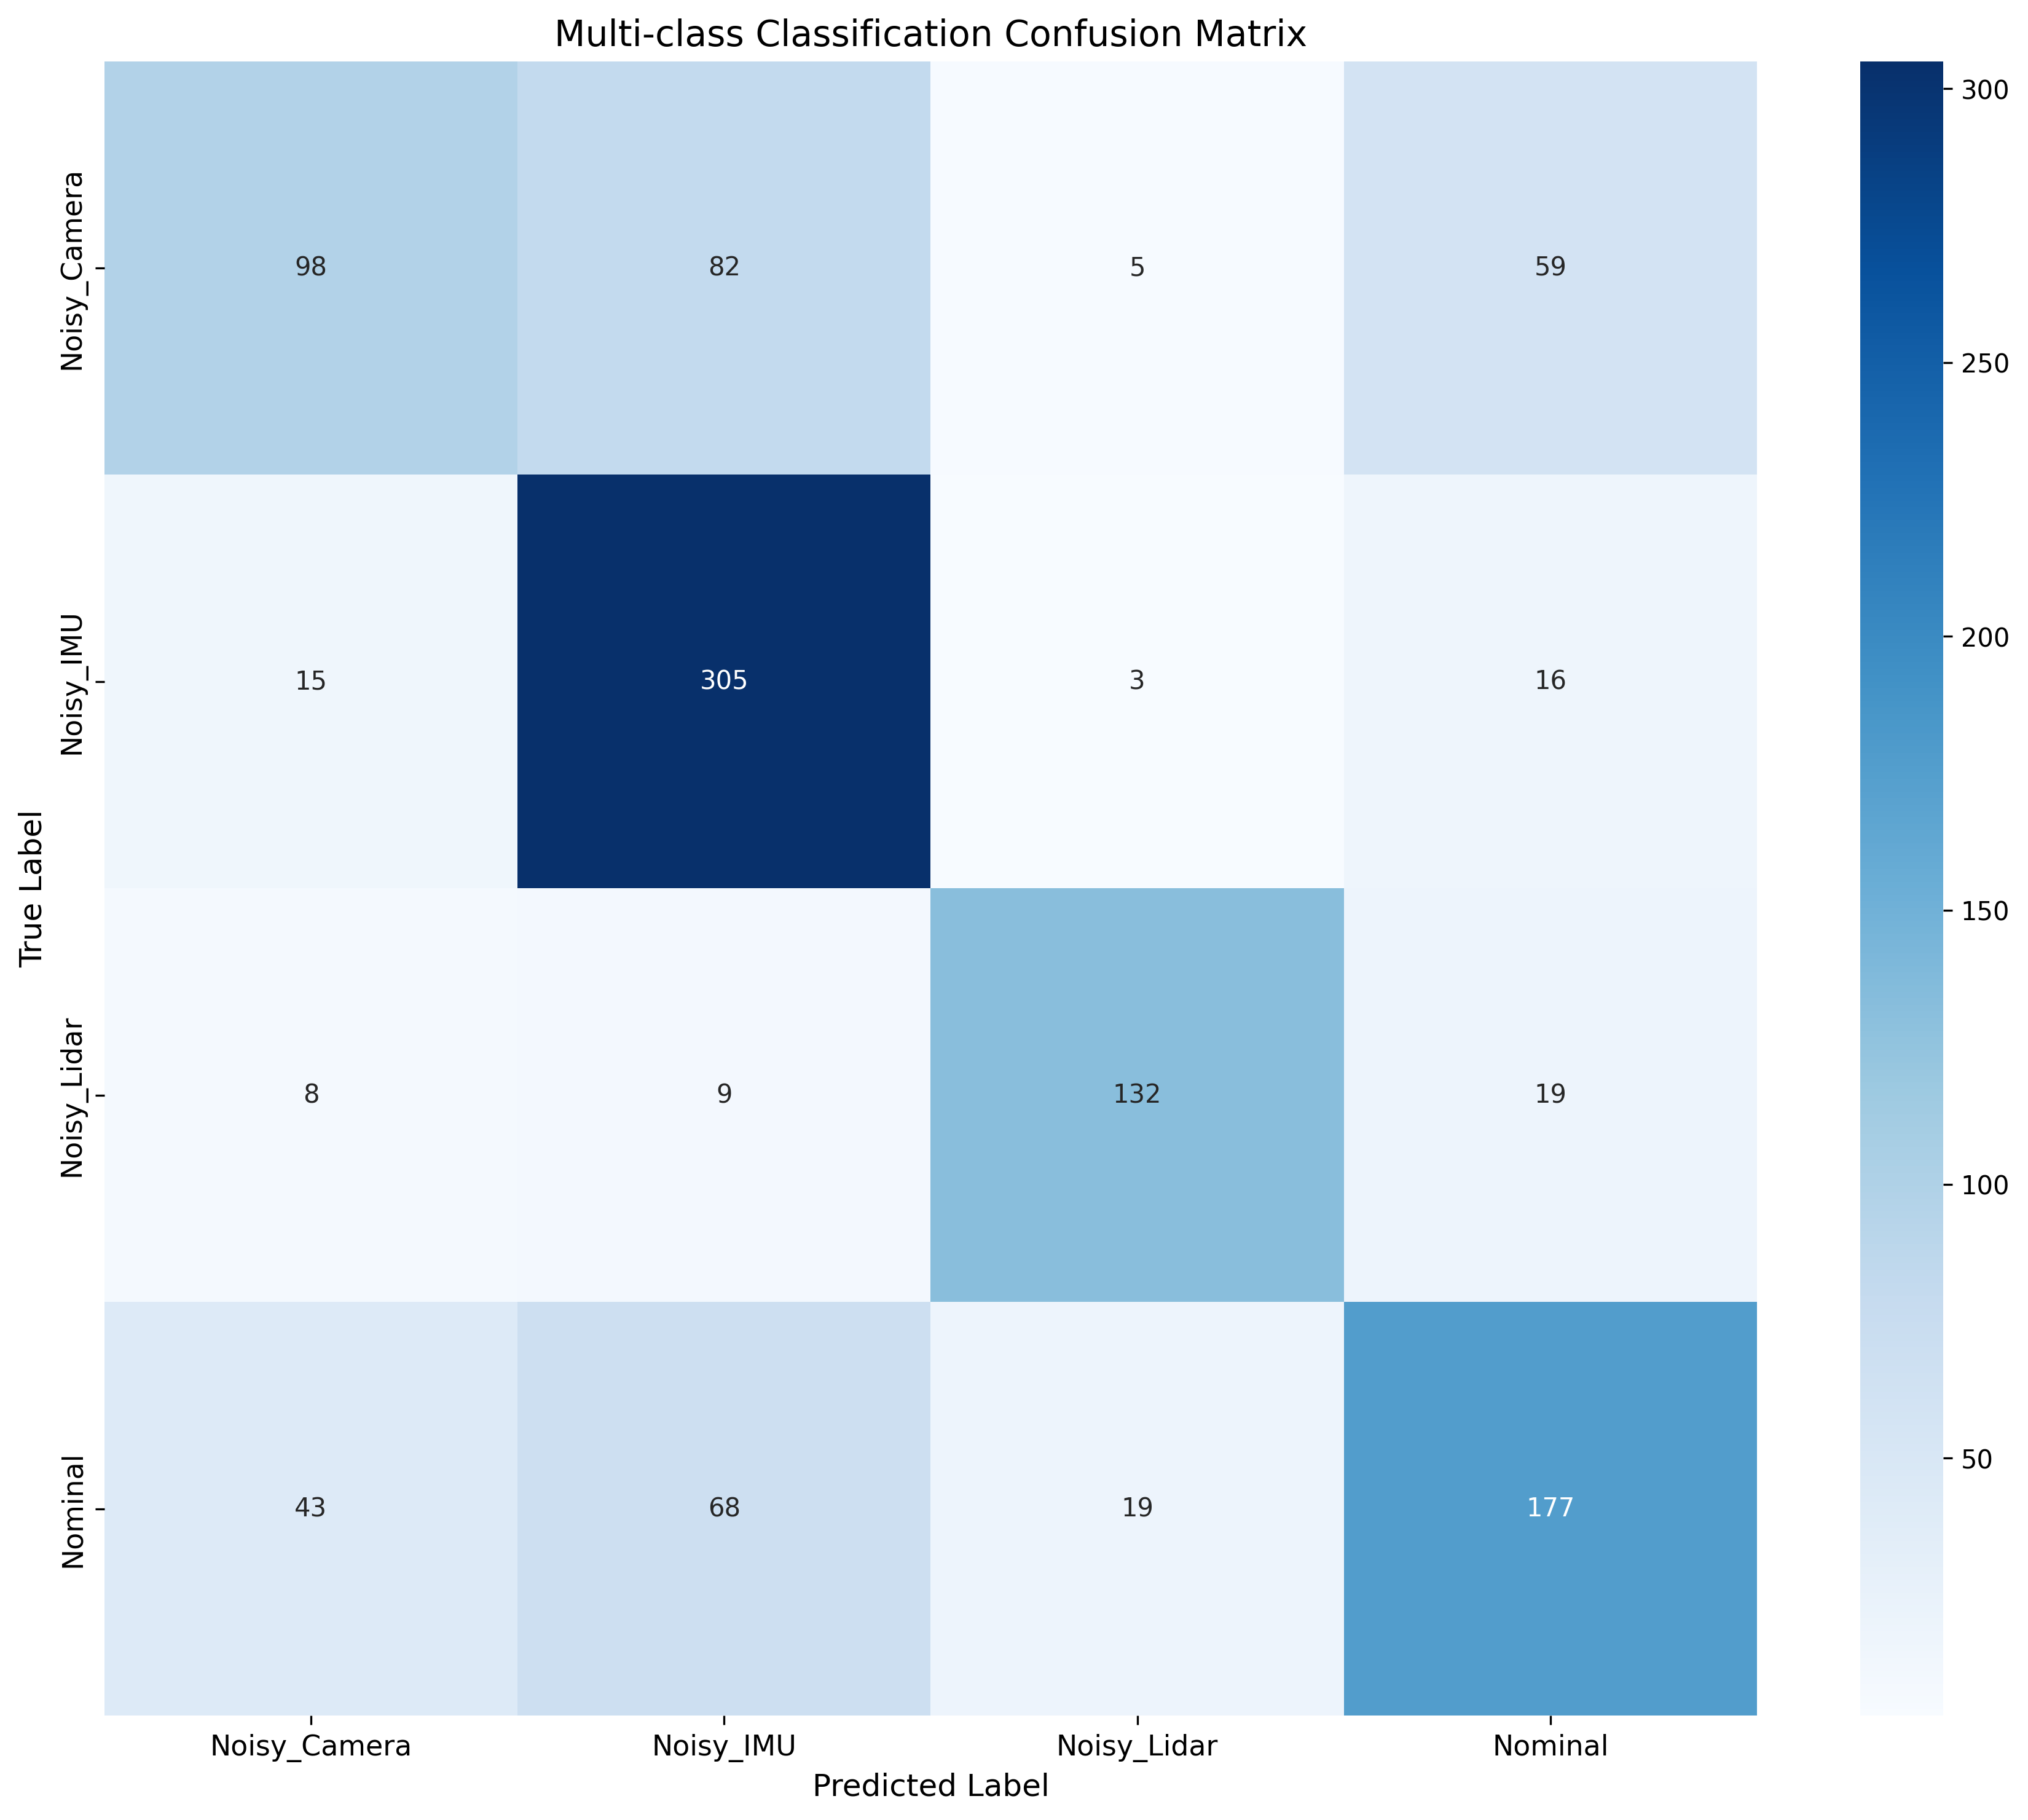 Multi-class Classification Confusion Matrix
True Label
Noisy_Camera
98 82 5 59
Noisy_IMU
15 305 3 16
Noisy_Lidar
8 9 132 19
Nominal
43 68 19 177
Noisy_Camera Noisy_IMU Noisy_Lidar Nominal
Predicted Label
300
250
200
150
100
50